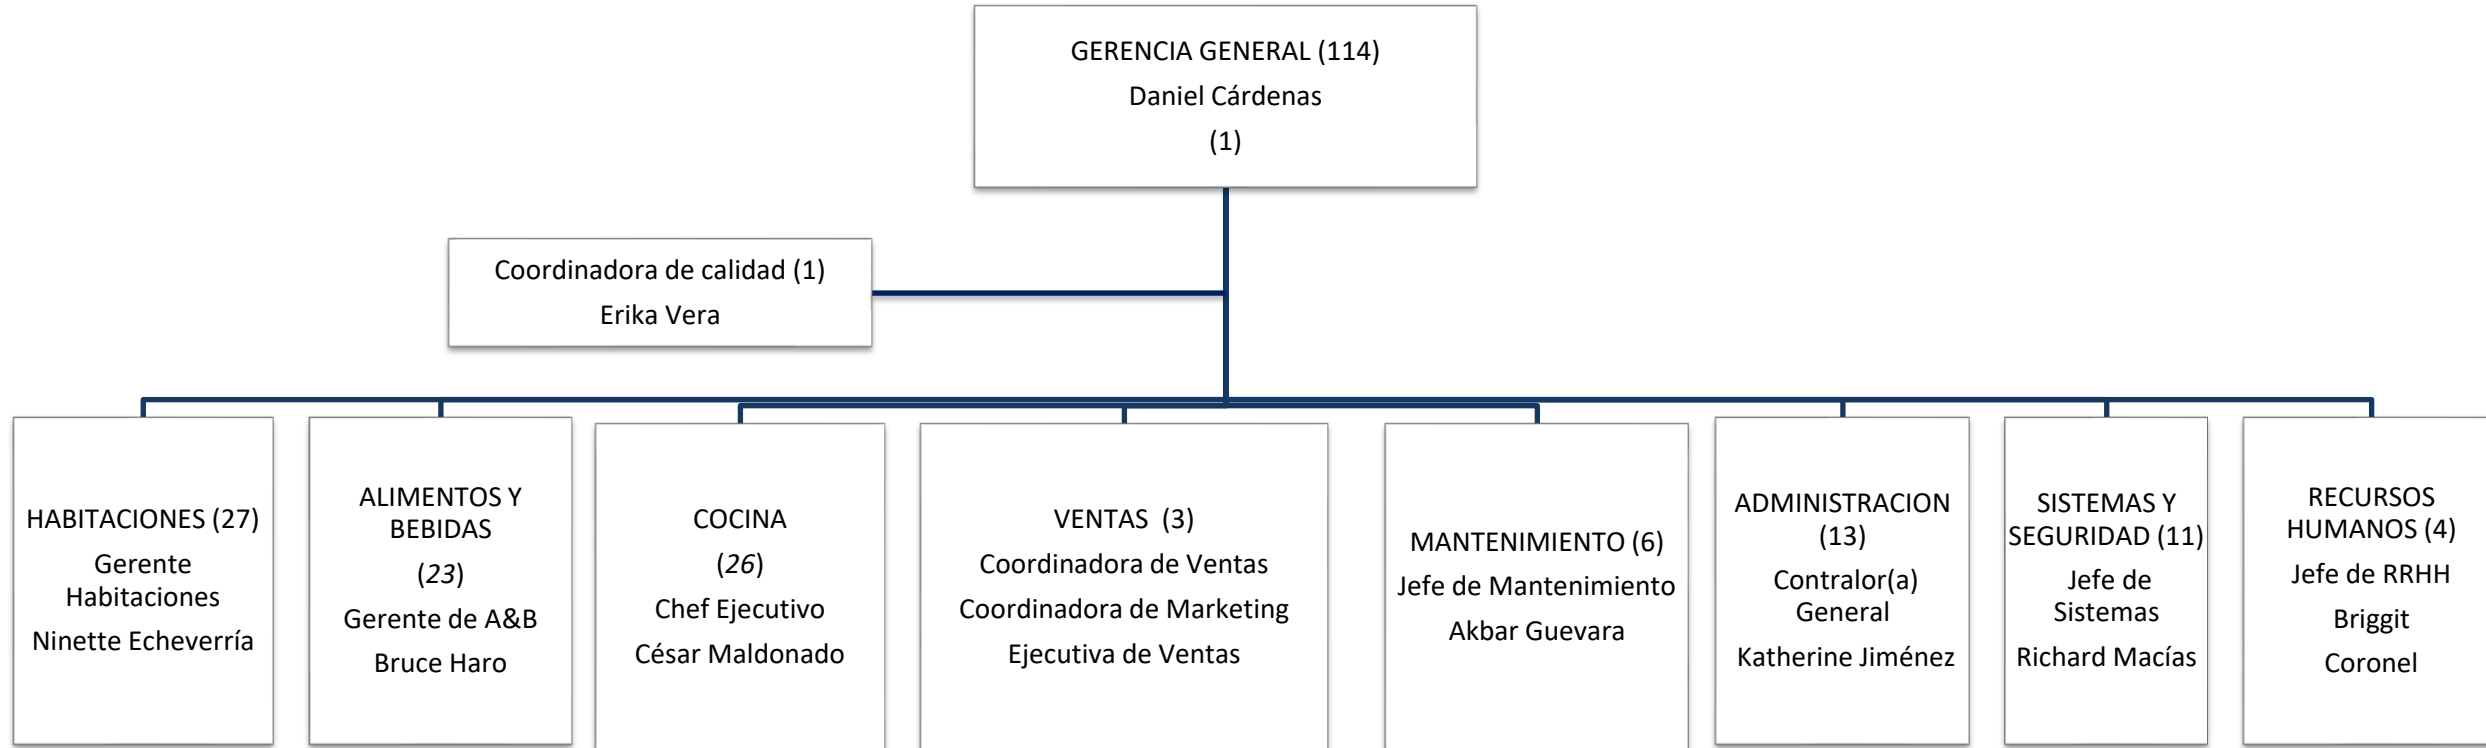 GERENCIA GENERAL (114)
Daniel Cárdenas
(1)
Coordinadora de calidad (1)
Erika Vera
HABITACIONES (27)
Gerente
Habitaciones
Ninette Echeverría
ALIMENTOS Y
BEBIDAS
(23)
Gerente de A&B
Bruce Haro
COCINA
(26)
Chef Ejecutivo
César Maldonado
VENTAS (3)
Coordinadora de Ventas
Coordinadora de Marketing
Ejecutiva de Ventas
MANTENIMIENTO (6)
Jefe de Mantenimiento
Akbar Guevara
ADMINISTRACION
(13)
Contralor(a)
General
Katherine Jiménez
SISTEMAS Y
SEGURIDAD (11)
Jefe de
Sistemas
Richard Macías
RECURSOS
HUMANOS (4)
Jefe de RRHH
Briggit
Coronel